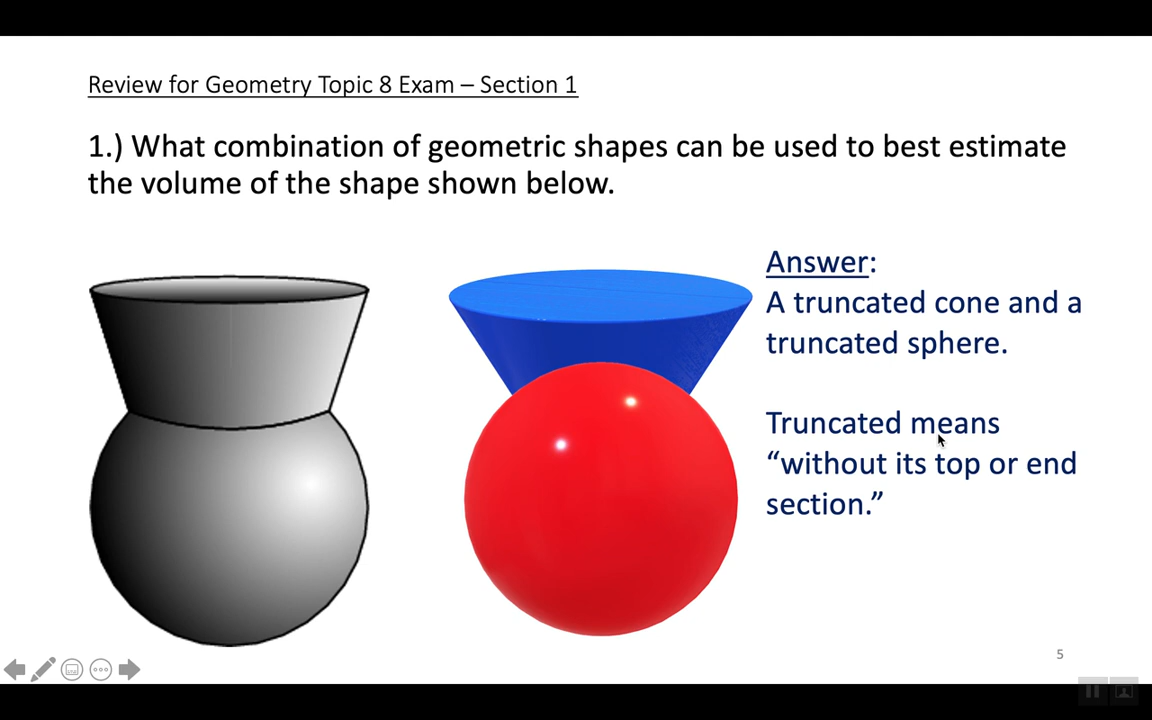 Review for Geometry Topic 8 Exam – Section 1
1.) What combination of geometric shapes can be used to best estimate
the volume of the shape shown below.
Answer:
A truncated cone and a
truncated sphere.
Truncated means
“without its top or end
section.”
5